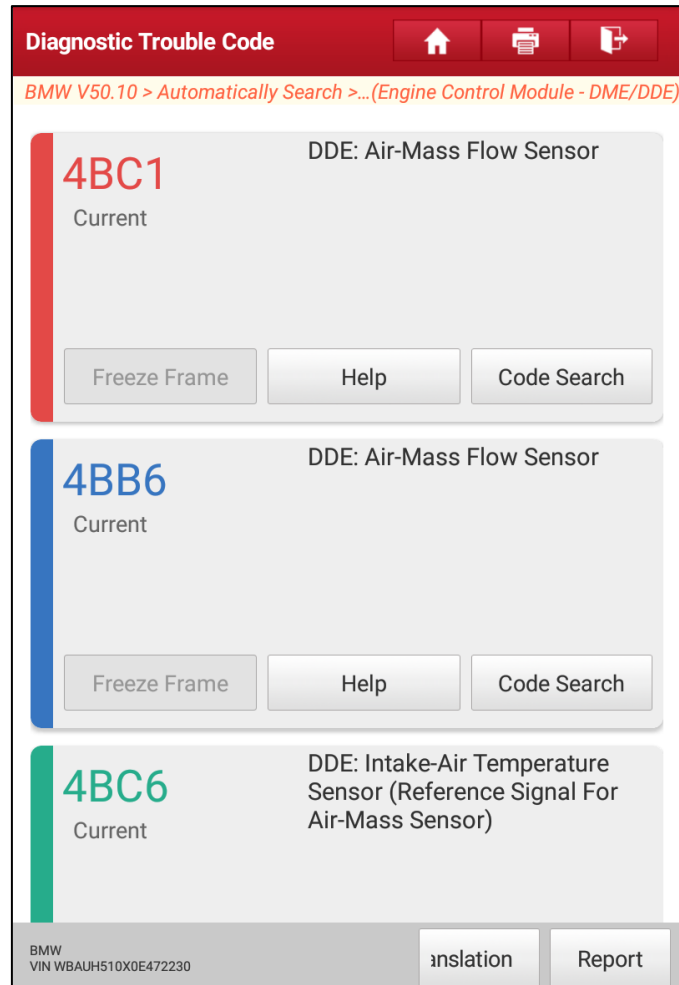 Diagnostic Trouble Code
BMW V50.10 > Automatically Search >...(Engine Control Module - DME/DDE)
4BC1
DDE: Air-Mass Flow Sensor
Current
Freeze Frame
Help
Code Search
4BB6
DDE: Air-Mass Flow Sensor
Current
Freeze Frame
Help
Code Search
4BC6
DDE: Intake-Air Temperature
Sensor (Reference Signal For
Air-Mass Sensor)
Current
BMW
VIN WBAUH510X0E472230
anslation
Report